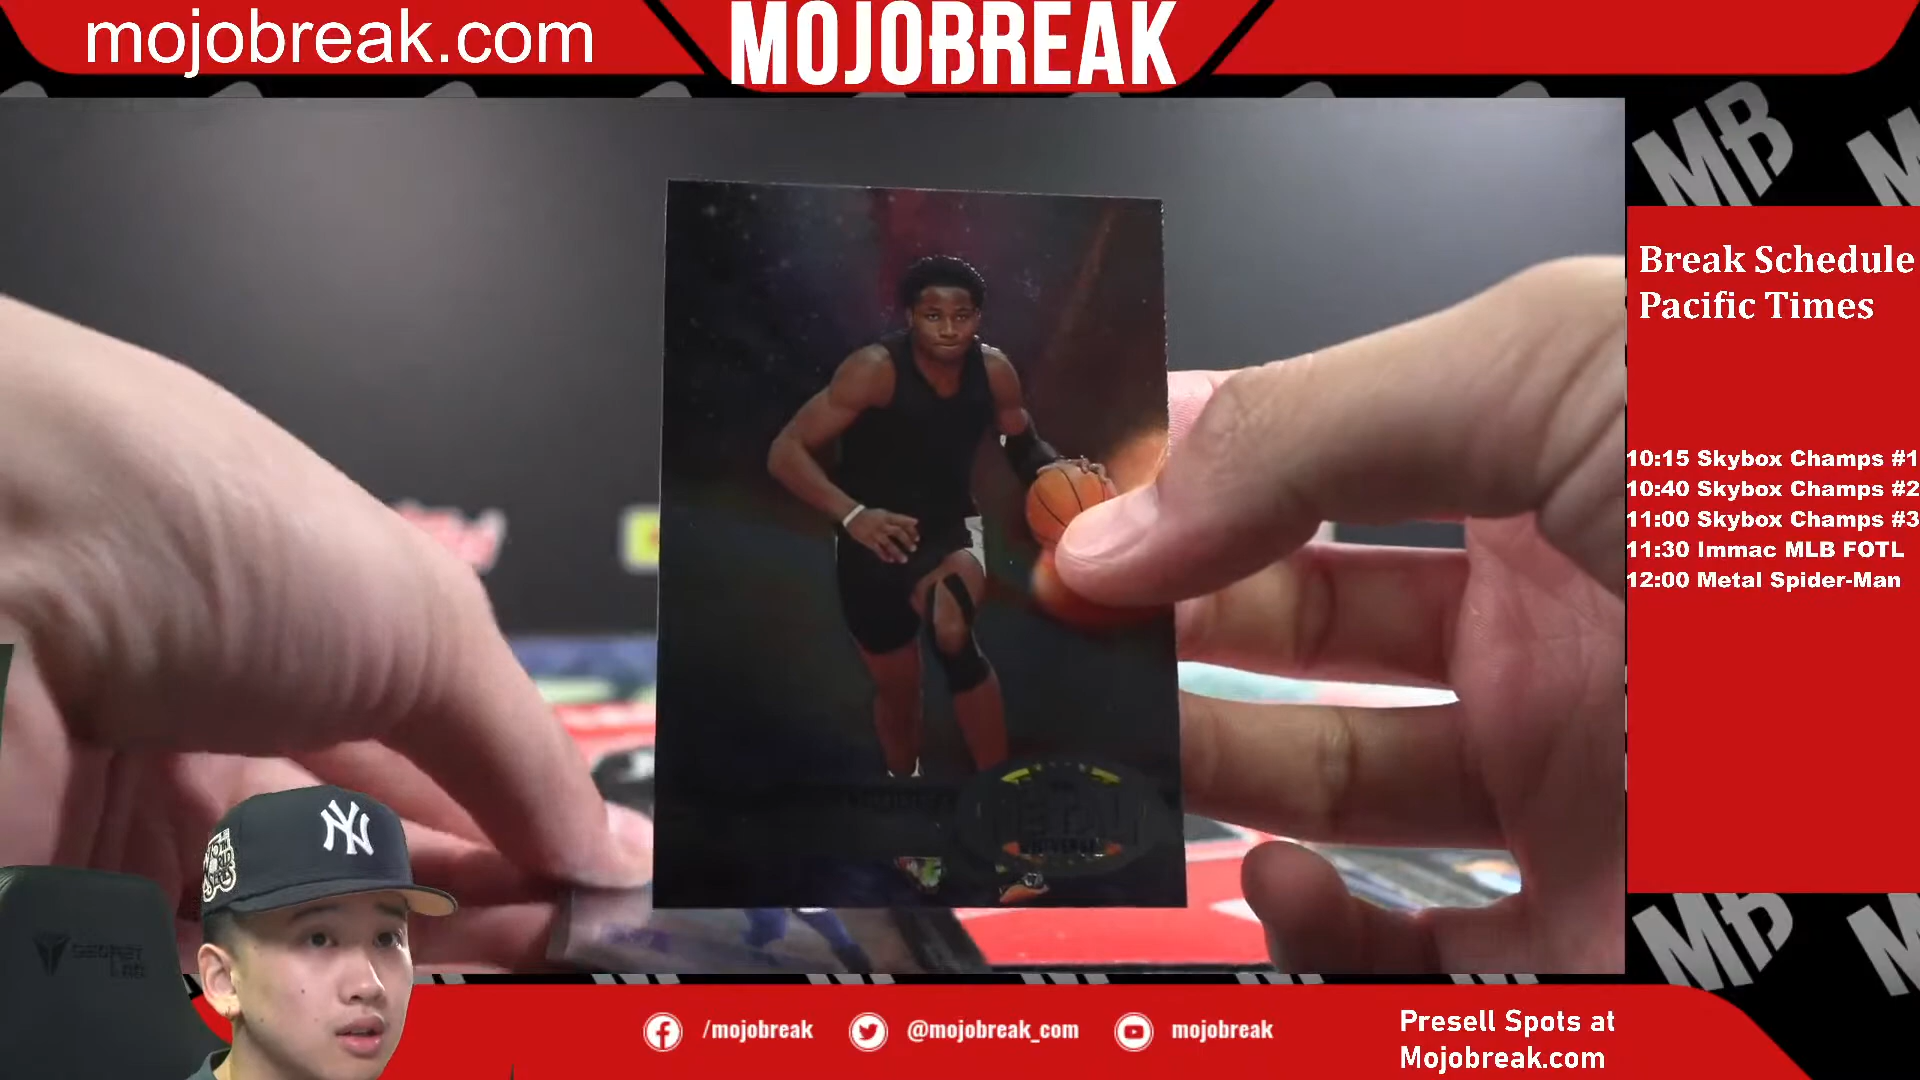 mojobreak.com
MOJOBREAK
MB
Break Schedule
Pacific Times
10:15 Skybox Champs #1
10:40 Skybox Champs #2
11:00 Skybox Champs #3
11:30 Immac MLB FOTL
12:00 Metal Spider-Man
NY
MB
/mojobreak
@mojobreak_com
mojobreak
Presell Spots at
Mojobreak.com